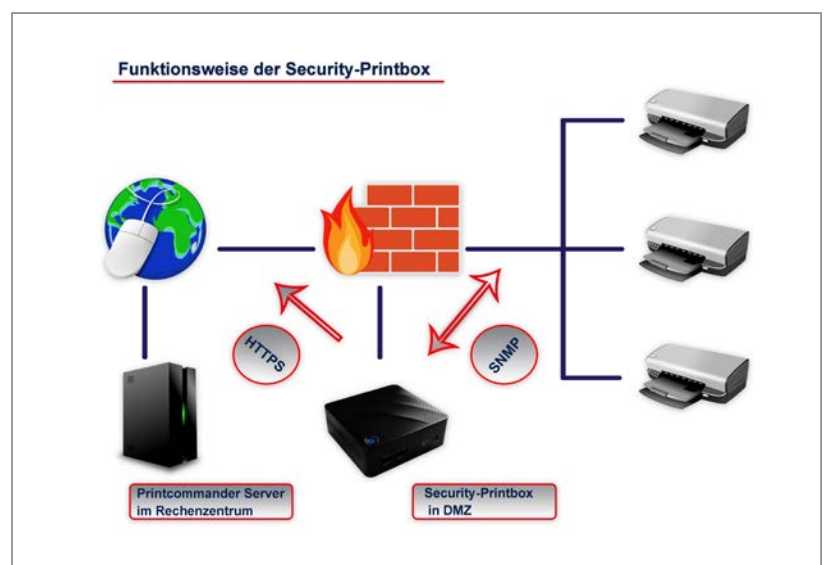 Funktionsweise der Security-Printbox
HTTPS
SNMP
Printcommander Server
im Rechenzentrum
Security-Printbox
in DMZ